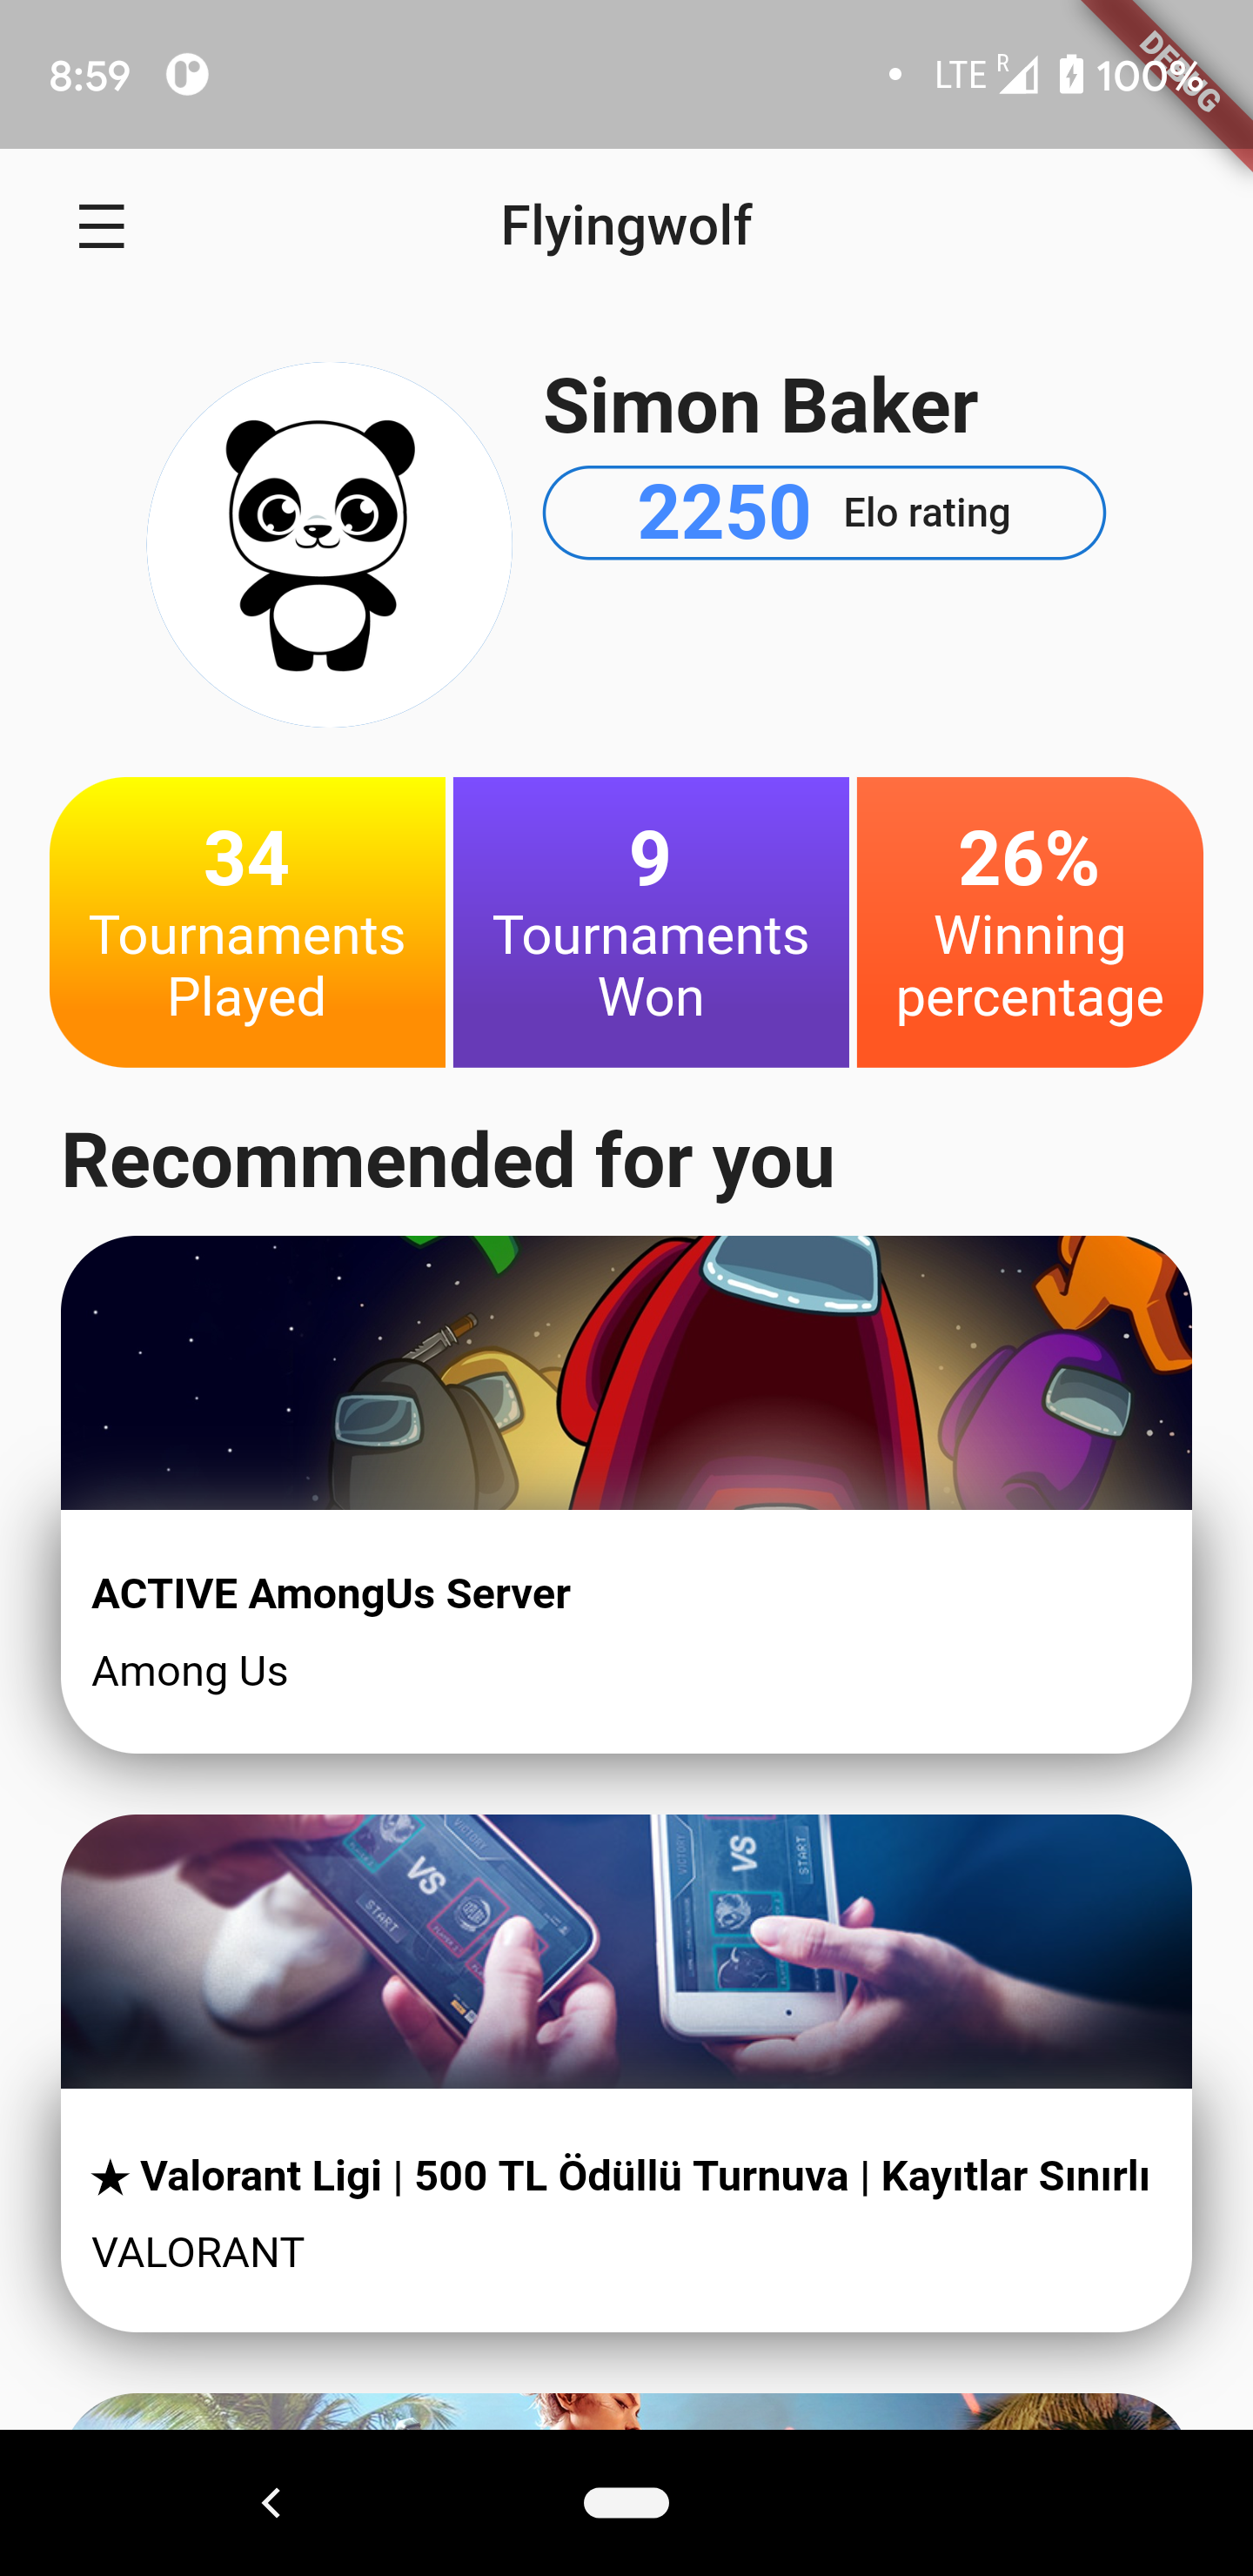 8:59
LTE R 100%
DEBUG
Flyingwolf
Simon Baker
2250 Elo rating
34
Tournaments
Played
9
Tournaments
Won
26%
Winning
percentage
Recommended for you
ACTIVE AmongUs Server
Among Us
VICTORY
VS
START
VICTORY
VS
START
★ Valorant Ligi | 500 TL Ödüllü Turnuva | Kayıtlar Sınırlı
VALORANT